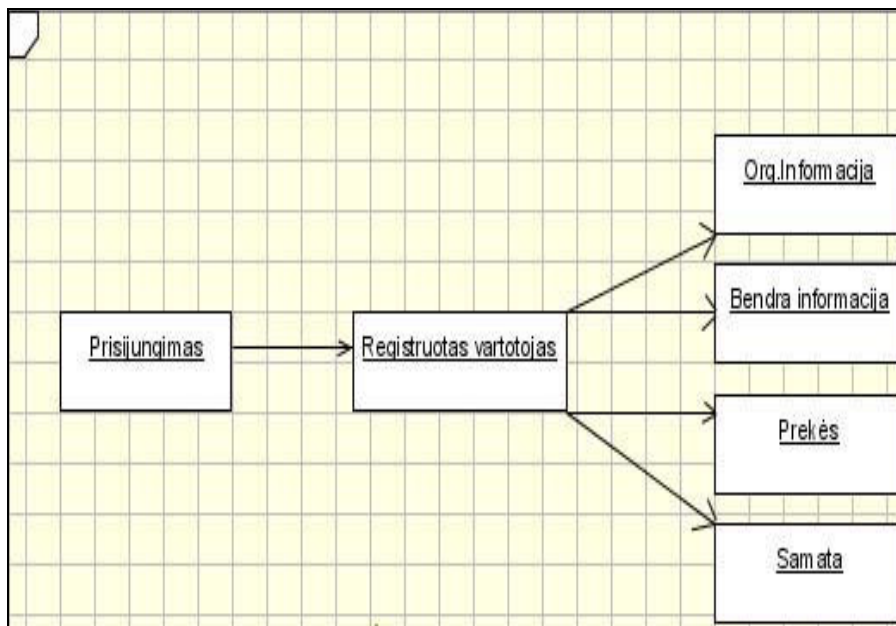 Org.Informacija
Bendra informacija
Prisijungimas
Registruotas vartotojas
Prekės
Samata